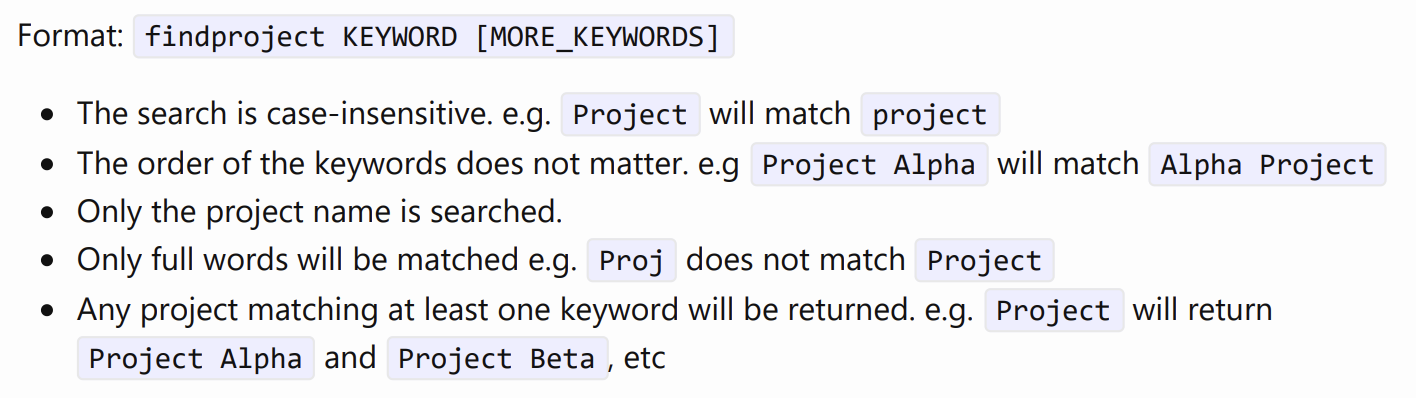 Format: findproject KEYWORD [MORE_KEYWORDS]
• The search is case-insensitive. e.g. Project will match project
• The order of the keywords does not matter. e.g Project Alpha will match Alpha Project
• Only the project name is searched.
• Only full words will be matched e.g. Proj does not match Project
• Any project matching at least one keyword will be returned. e.g. Project will return
Project Alpha and Project Beta, etc